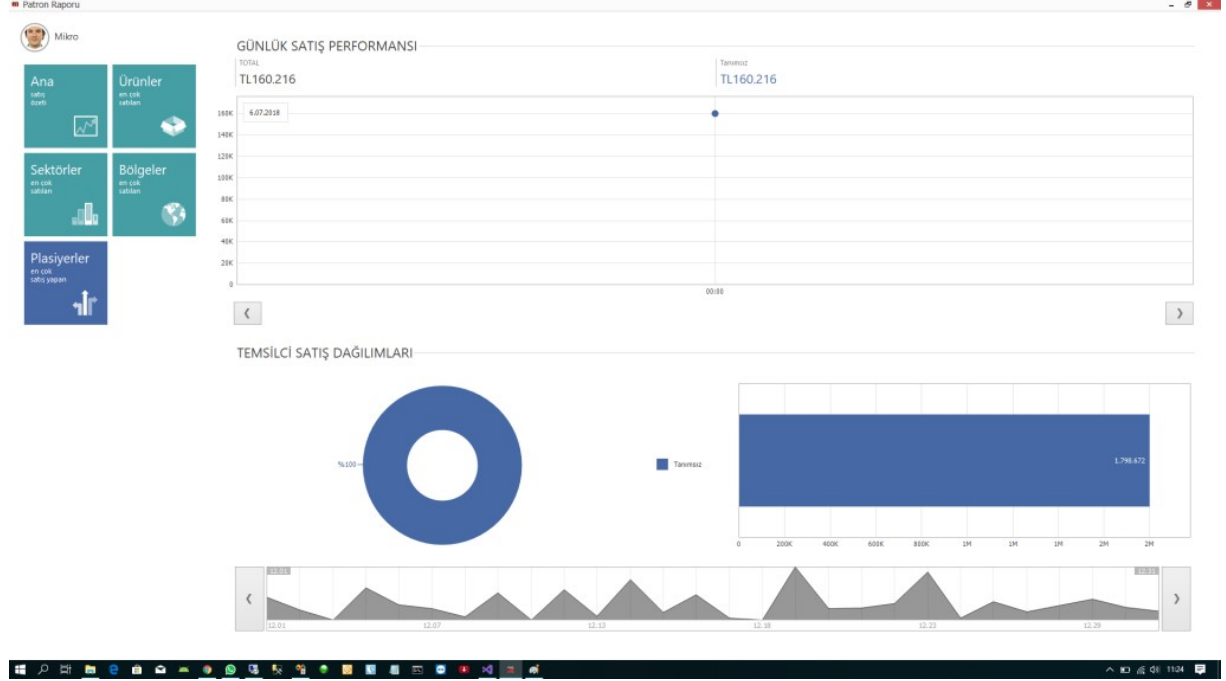 Patron Raporu
Mikro
Ana
satış
özeti
Ürünler
en çok
satılan
Sektörler
en çok
satılan
Bölgeler
en çok
satılan
Plasiyerler
en çok
satış yapan
GÜNLÜK SATIŞ PERFORMANSI
TOTAL
TL160.216
Tanımsız
TL160.216
6.07.2018
160K
140K
120K
100K
80K
60K
40K
20K
0
00:00
TEMSİLCİ SATIŞ DAĞILIMLARI
%100
Tanımsız
1.798.672
0 200K 400K 600K 800K 1M 1M 1M 2M 2M
12.01 12.31
12.01 12.07 12.13 12.18 12.23 12.29
11:24